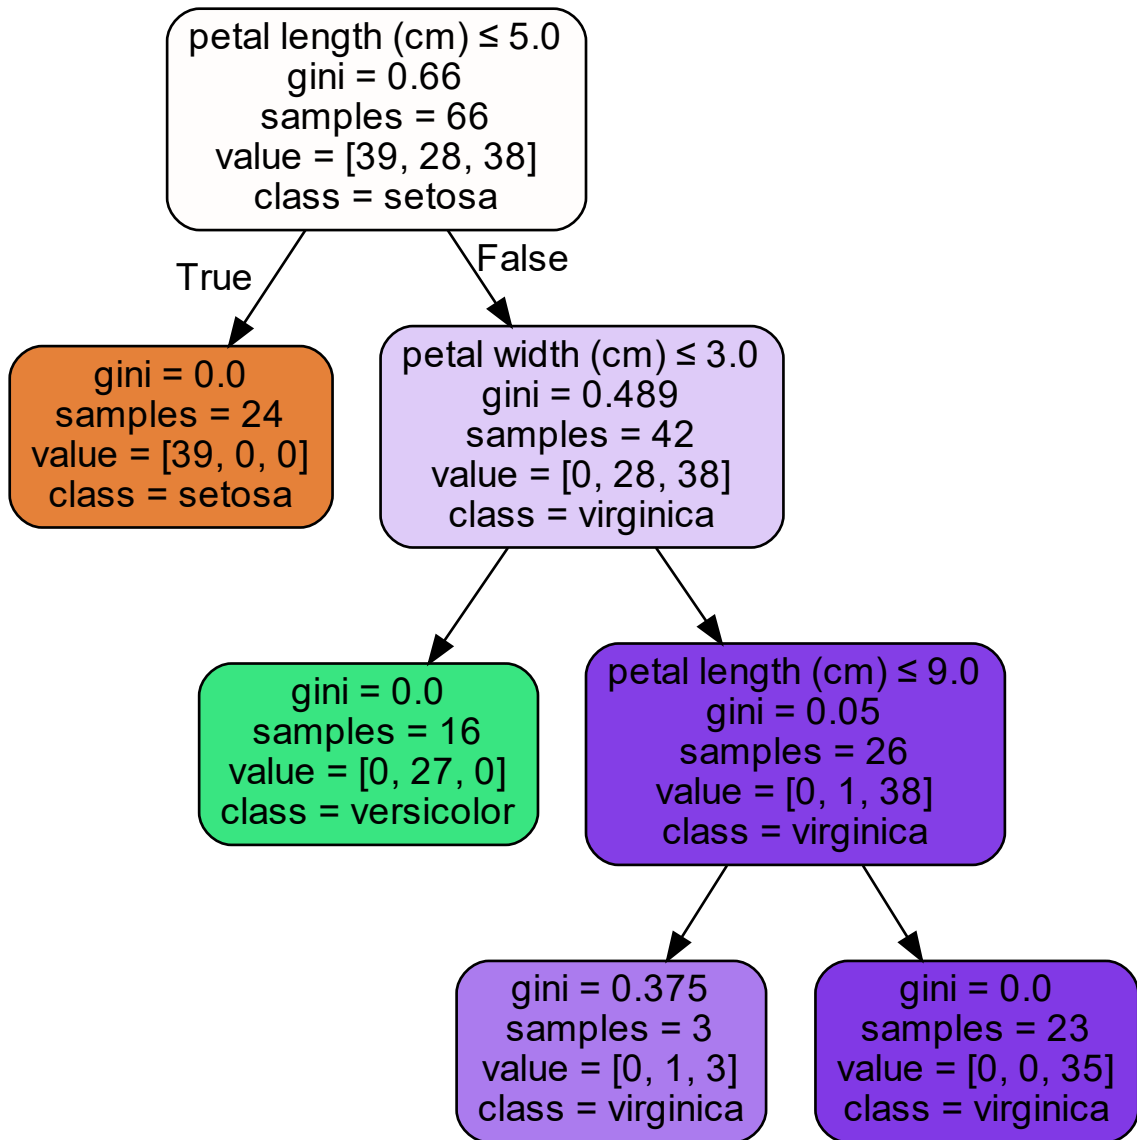 petal length (cm) ≤ 5.0
gini = 0.66
samples = 66
value = [39, 28, 38]
class = setosa
True
False
gini = 0.0
samples = 24
value = [39, 0, 0]
class = setosa
petal width (cm) ≤ 3.0
gini = 0.489
samples = 42
value = [0, 28, 38]
class = virginica
gini = 0.0
samples = 16
value = [0, 27, 0]
class = versicolor
petal length (cm) ≤ 9.0
gini = 0.05
samples = 26
value = [0, 1, 38]
class = virginica
gini = 0.375
samples = 3
value = [0, 1, 3]
class = virginica
gini = 0.0
samples = 23
value = [0, 0, 35]
class = virginica